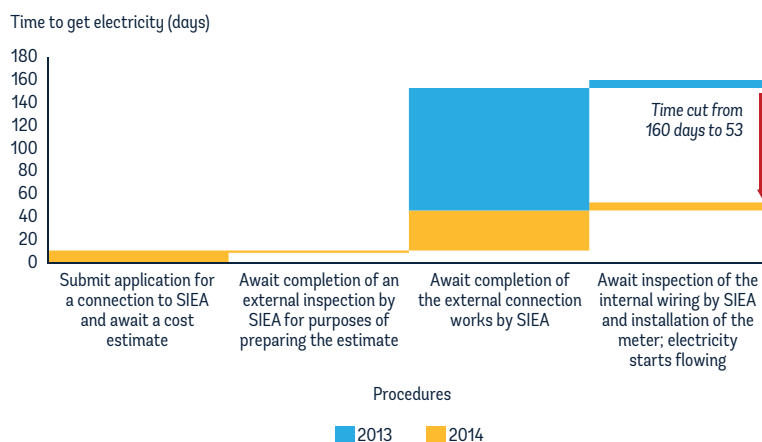 Time to get electricity (days)
180
160
140
120
100
80
60
40
20
0
Time cut from
160 days to 53
Submit application for
a connection to SIEA
and await a cost
estimate
Await completion of an
external inspection by
SIEA for purposes of
preparing the estimate
Await completion of
the external connection
works by SIEA
Await inspection of the
internal wiring by SIEA
and installation of the
meter; electricity
starts flowing
Procedures
2013 2014